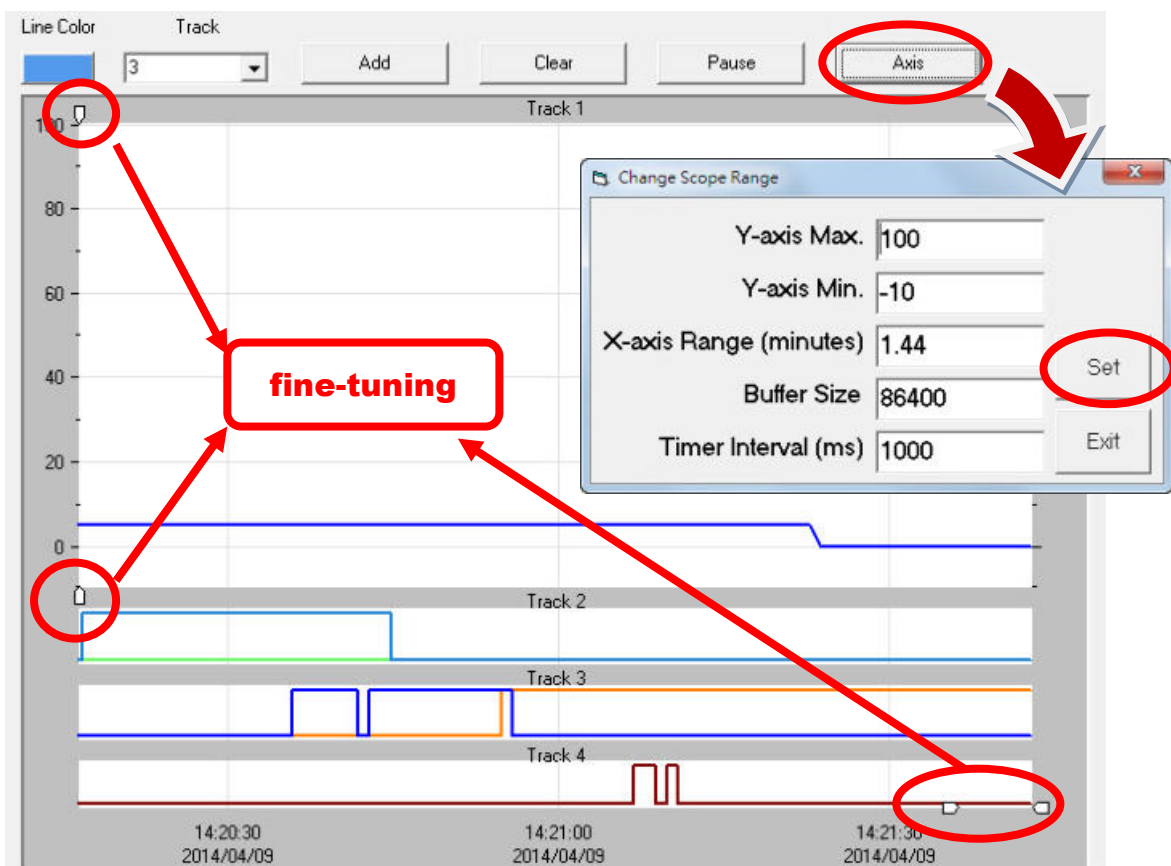 Line Color Track
3 Add Clear Pause Axis
Track 1
100
80
60
40
20
0
Change Scope Range
Y-axis Max. 100
Y-axis Min. -10
X-axis Range (minutes) 1.44
Buffer Size 86400
Timer Interval (ms) 1000
Set
Exit
fine-tuning
Track 2
Track 3
Track 4
14:20:30 14:21:00 14:21:30
2014/04/09 2014/04/09 2014/04/09